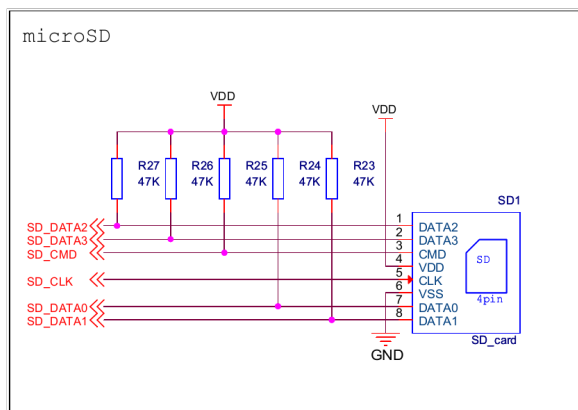 microSD
VDD
VDD
R27
47K
R26
47K
R25
47K
R24
47K
R23
47K
SD1
SD_DATA2
SD_DATA3
SD_CMD
SD_CLK
SD_DATA0
SD_DATA1
1
2
3
4
5
6
7
8
DATA2
DATA3
CMD
VDD
CLK
VSS
DATA0
DATA1
SD
4pin
SD_card
GND